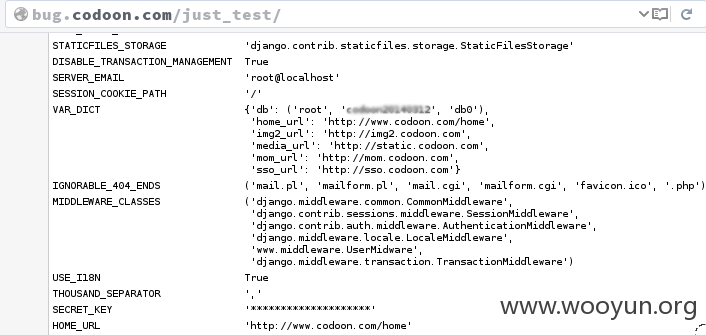 bug.codoon.com/just_test/
STATICFILES_STORAGE 'django.contrib.staticfiles.storage.StaticFilesStorage'
DISABLE_TRANSACTION_MANAGEMENT True
SERVER_EMAIL 'root@localhost'
SESSION_COOKIE_PATH '/'
VAR_DICT {'db': ('root', '', 'db0'),
'home_url': 'http://www.codoon.com/home',
'img2_url': 'http://img2.codoon.com',
'media_url': 'http://static.codoon.com',
'mom_url': 'http://mom.codoon.com',
'sso_url': 'http://sso.codoon.com'}
IGNORABLE_404_ENDS ('mail.pl', 'mailform.pl', 'mail.cgi', 'mailform.cgi', 'favicon.ico', '.php')
MIDDLEWARE_CLASSES ('django.middleware.common.CommonMiddleware',
'django.contrib.sessions.middleware.SessionMiddleware',
'django.contrib.auth.middleware.AuthenticationMiddleware',
'django.middleware.locale.LocaleMiddleware',
'www.middleware.UserMidware',
'django.middleware.transaction.TransactionMiddleware')
USE_I18N True
THOUSAND_SEPARATOR ','
SECRET_KEY '********************'
HOME_URL 'http://www.codoon.com/home'
www.wooyun.org